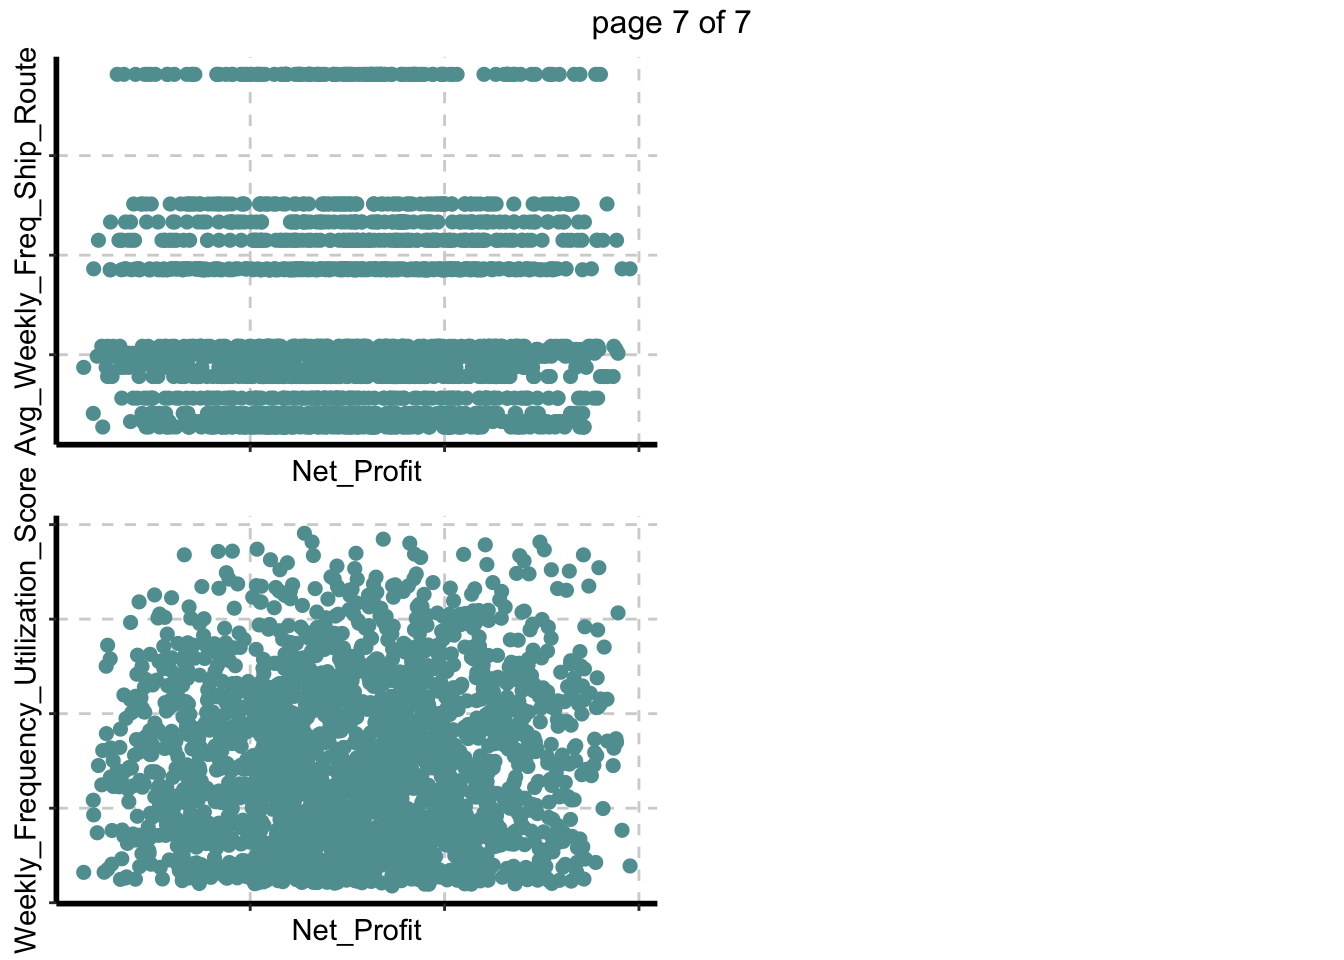 page 7 of 7
Avg_Weekly_Freq_Ship_Route
Net_Profit
Weekly_Frequency_Utilization_Score
Net_Profit